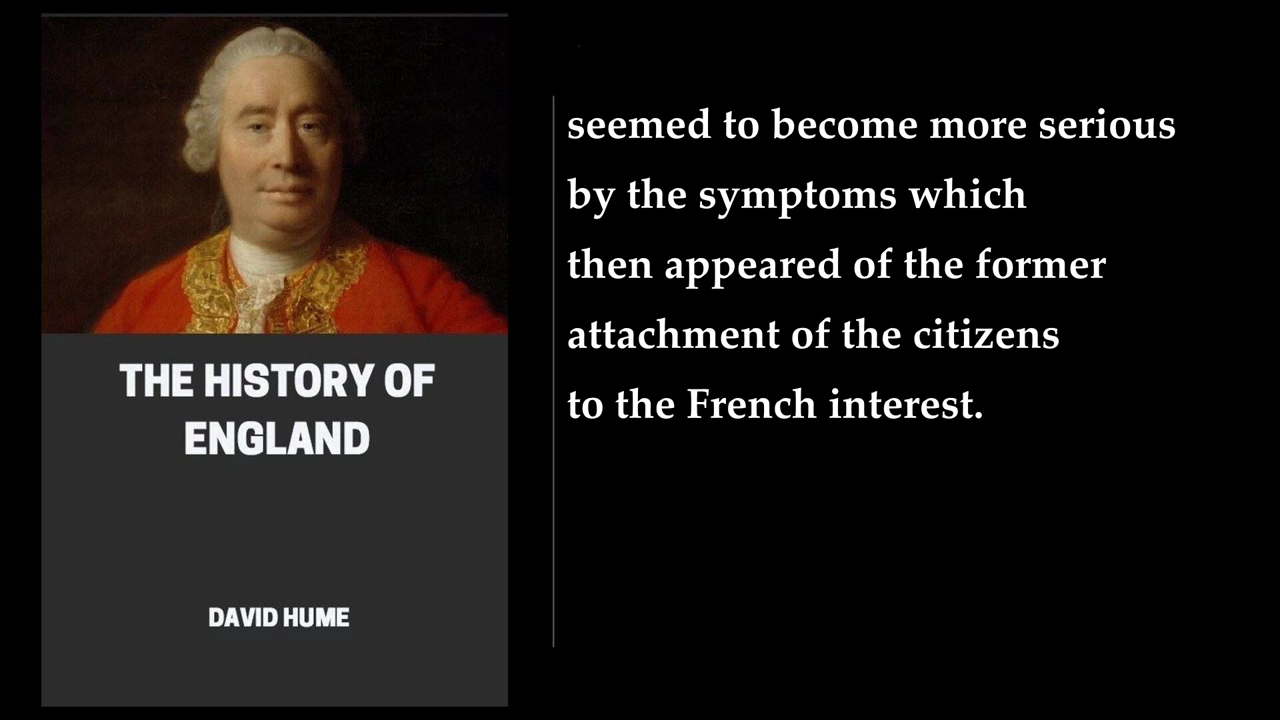 THE HISTORY OF
ENGLAND
DAVID HUME
seemed to become more serious
by the symptoms which
then appeared of the former
attachment of the citizens
to the French interest.